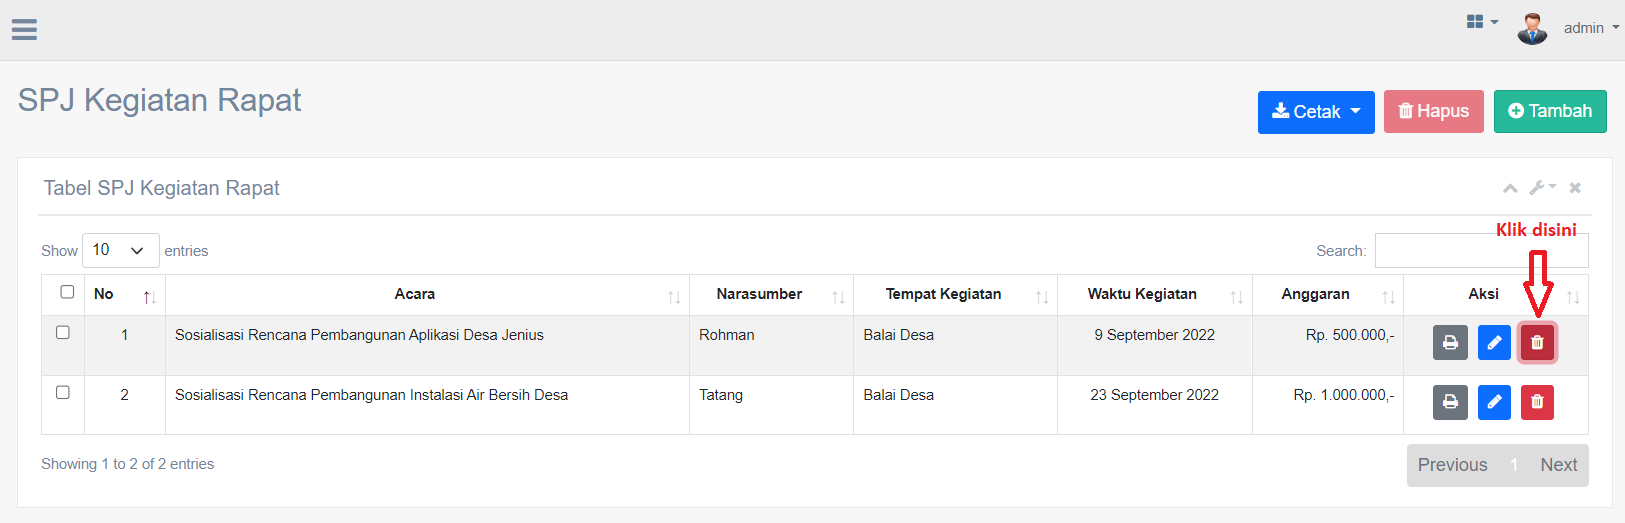 admin
SPJ Kegiatan Rapat
Cetak Hapus Tambah
Tabel SPJ Kegiatan Rapat
Klik disini
Show 10 entries Search:
No Acara Narasumber Tempat Kegiatan Waktu Kegiatan Anggaran Aksi
1 Sosialisasi Rencana Pembangunan Aplikasi Desa Jenius Rohman Balai Desa 9 September 2022 Rp. 500.000,-
2 Sosialisasi Rencana Pembangunan Instalasi Air Bersih Desa Tatang Balai Desa 23 September 2022 Rp. 1.000.000,-
Showing 1 to 2 of 2 entries Previous 1 Next